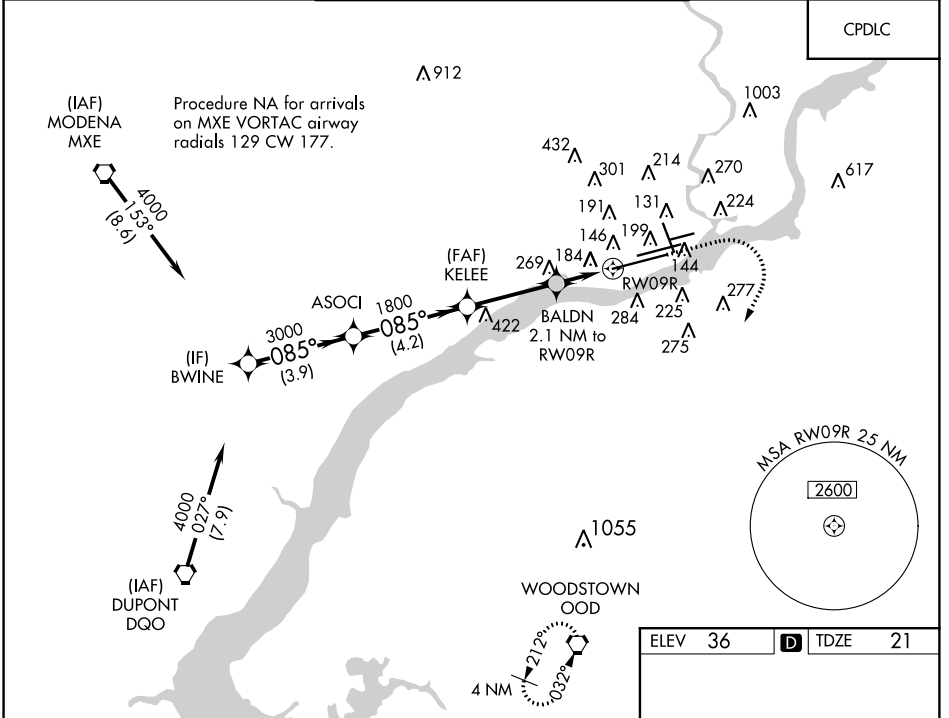 CPDLC
912
1003
(IAF)
MODENA
MXE
Procedure NA for arrivals
on MXE VORTAC airway
radials 129 CW 177.
432
301
214
270
617
4000
153°
(8.6)
191
131
224
146
199
(FAF)
KELEE
269
184
144
RW09R
ASOCI
1800
085°
(4.2)
3000
085°
(3.9)
(IF)
BWINE
422
BALDN
2.1 NM to
RW09R
284
225
277
275
MSA RW09R 25 NM
2600
4000
027°
(7.9)
(IAF)
DUPONT
DQO
1055
WOODSTOWN
OOD
212°
032°
4 NM
ELEV 36 D TDZE 21